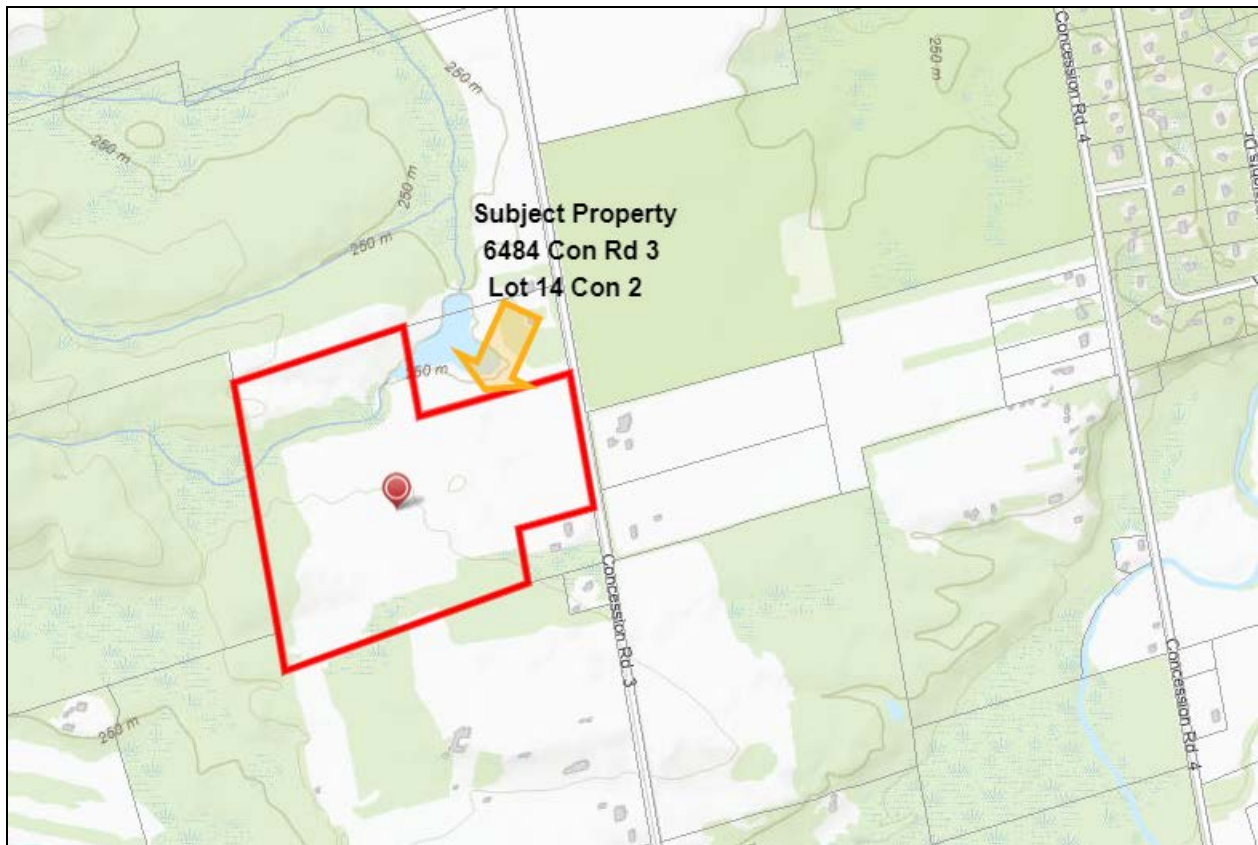 250 m
250 m
250 m
250 m
Concession Rd. 4
250 m
Subject Property
6484 Con Rd 3
Lot 14 Con 2
250 m
Concession Rd. 3
250 m
Concession Rd. 4